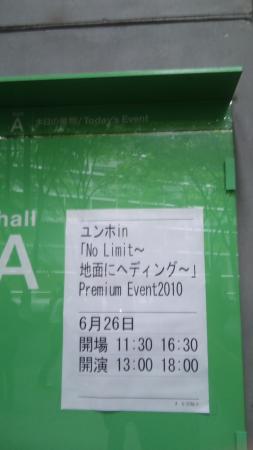 A 本日の催物/Today's Event
hall
A
ユンホin
「No Limit～
地面にヘディング～」
Premium Event2010
6月26日
開場 11:30 16:30
開演 13:00 18:00